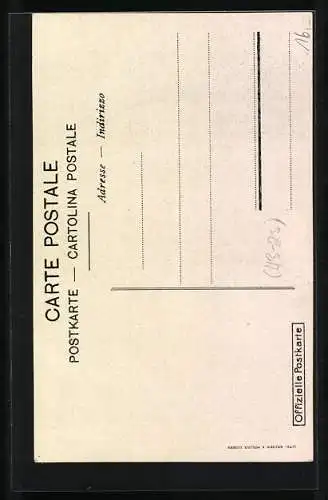 CARTE POSTALE
POSTKARTE — CARTOLINA POSTALE
Adresse — Indirizzo
16.-
Offizielle Postkarte